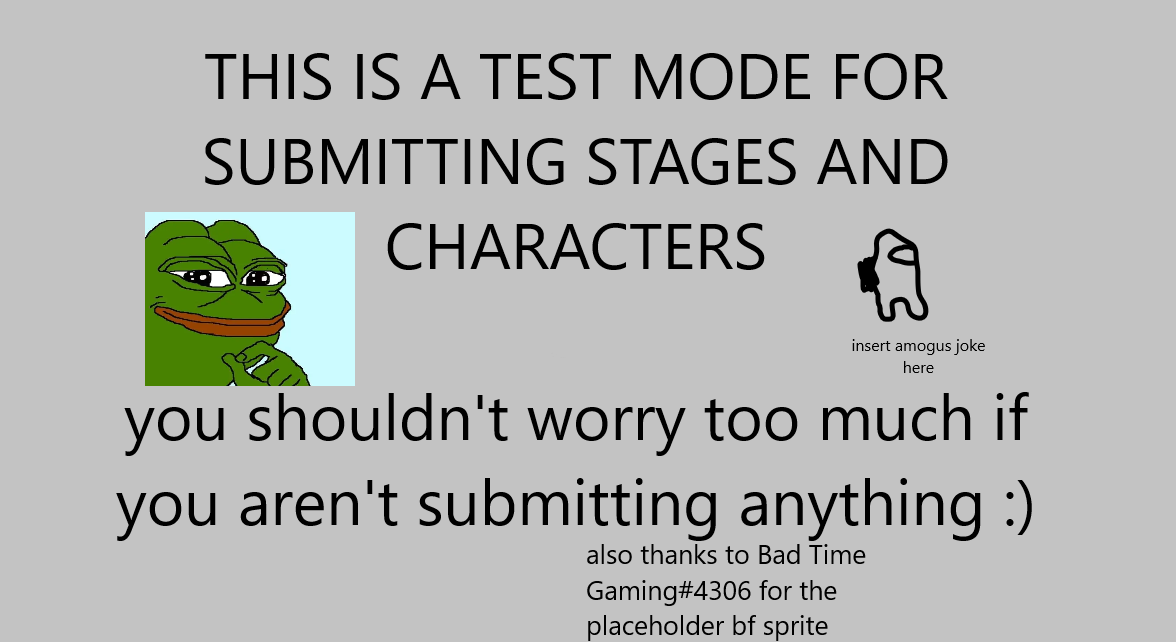 THIS IS A TEST MODE FOR
SUBMITTING STAGES AND
CHARACTERS
insert amogus joke
here
you shouldn't worry too much if
you aren't submitting anything :)
also thanks to Bad Time
Gaming#4306 for the
placeholder bf sprite